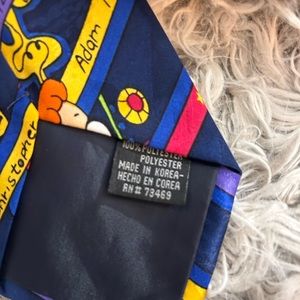 Adam
Christopher
100% POLYESTER
POLYESTER
MADE IN KOREA-
HECHO EN COREA
RN# 73469